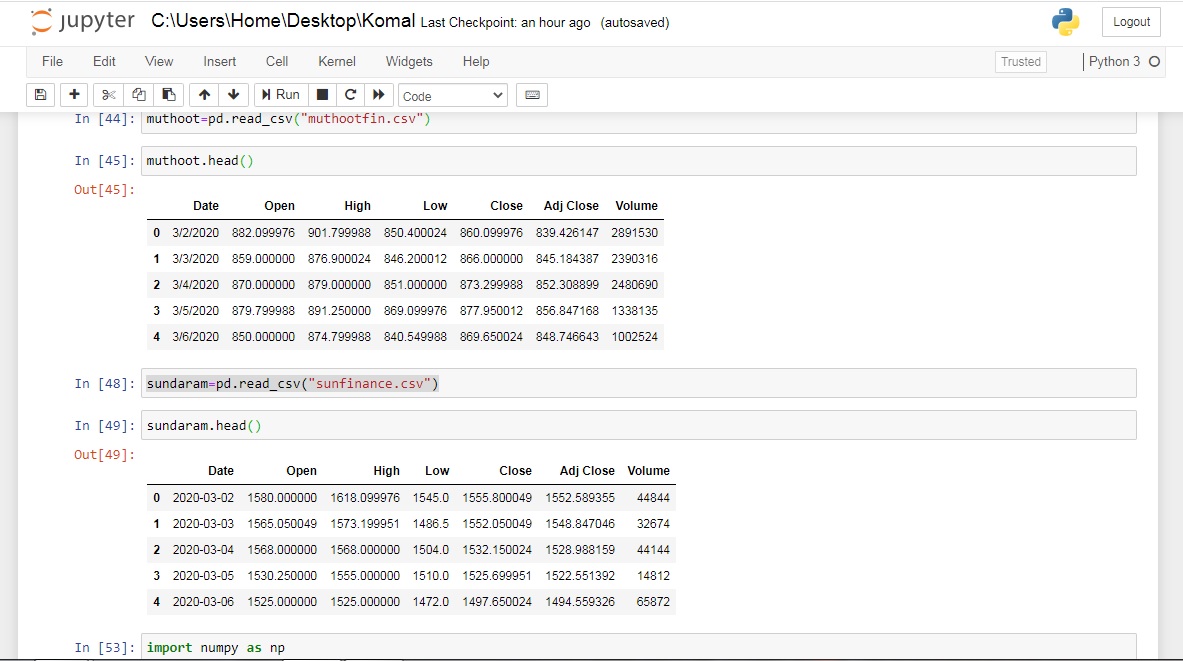 jupyter C:\Users\Home\Desktop\Komal Last Checkpoint: an hour ago (autosaved) Logout
File Edit View Insert Cell Kernel Widgets Help Trusted Python 3
Run Code
In [44]: muthoot=pd.read_csv("muthootfin.csv")
In [45]: muthoot.head()
Out[45]:
Date Open High Low Close Adj Close Volume
0 3/2/2020 882.099976 901.799988 850.400024 860.099976 839.426147 2891530
1 3/3/2020 859.000000 876.900024 846.200012 866.000000 845.184387 2390316
2 3/4/2020 870.000000 879.000000 851.000000 873.299988 852.308899 2480690
3 3/5/2020 879.799988 891.250000 869.099976 877.950012 856.847168 1338135
4 3/6/2020 850.000000 874.799988 840.549988 869.650024 848.746643 1002524
In [48]: sundaram=pd.read_csv("sunfinance.csv")
In [49]: sundaram.head()
Out[49]:
Date Open High Low Close Adj Close Volume
0 2020-03-02 1580.000000 1618.099976 1545.0 1555.800049 1552.589355 44844
1 2020-03-03 1565.050049 1573.199951 1486.5 1552.050049 1548.847046 32674
2 2020-03-04 1568.000000 1568.000000 1504.0 1532.150024 1528.988159 44144
3 2020-03-05 1530.250000 1555.000000 1510.0 1525.699951 1522.551392 14812
4 2020-03-06 1525.000000 1525.000000 1472.0 1497.650024 1494.559326 65872
In [53]: import numpy as np